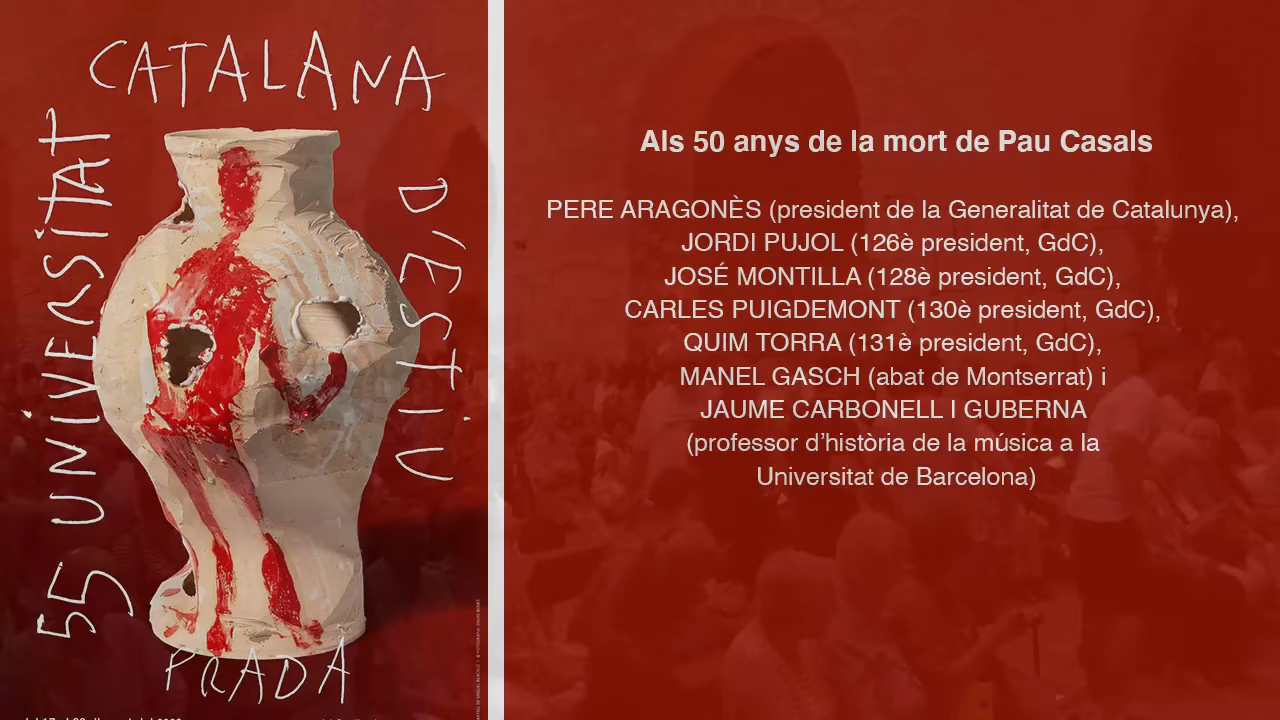 CATALANA
55 UNIVERSITAT
D'ESTIU
PRADA
Als 50 anys de la mort de Pau Casals
PERE ARAGONÈS (president de la Generalitat de Catalunya),
JORDI PUJOL (126è president, GdC),
JOSÉ MONTILLA (128è president, GdC),
CARLES PUIGDEMONT (130è president, GdC),
QUIM TORRA (131è president, GdC),
MANEL GASCH (abat de Montserrat) i
JAUME CARBONELL I GUBERNA
(professor d'història de la música a la
Universitat de Barcelona)